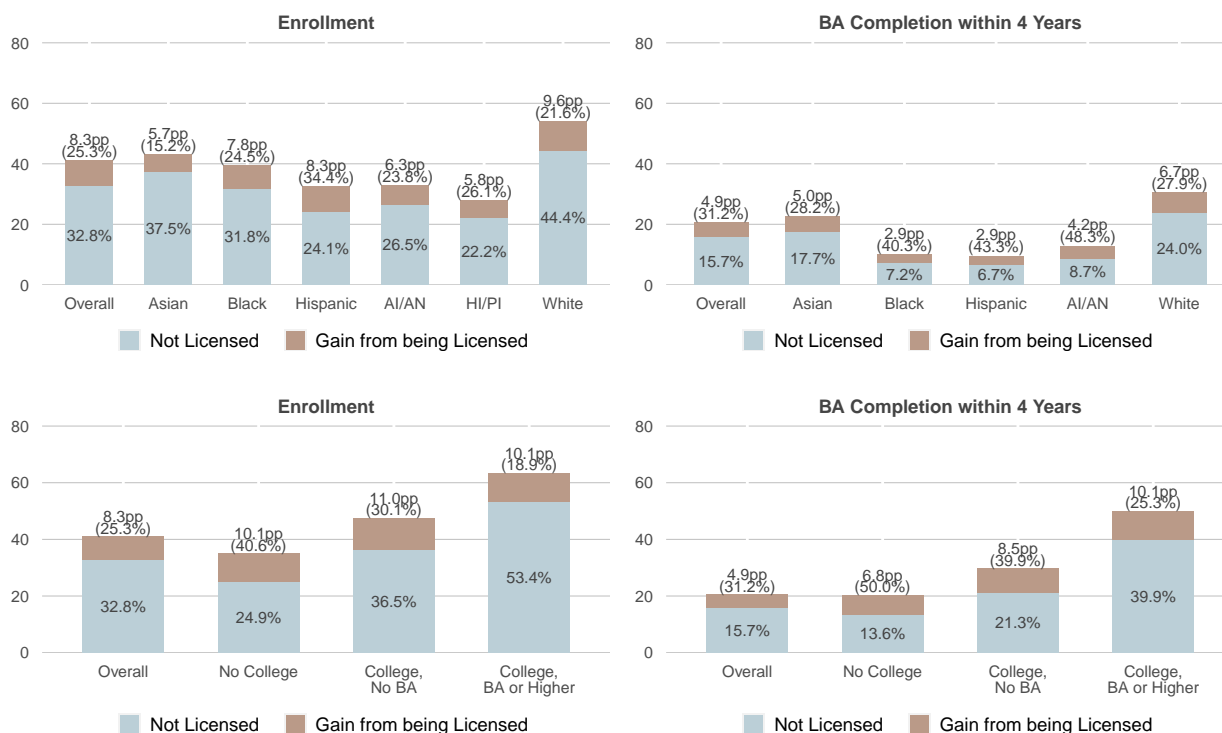 Enrollment
80
60
40
20
0
8.3pp
(25.3%)
32.8%
5.7pp
(15.2%)
37.5%
7.8pp
(24.5%)
31.8%
8.3pp
(34.4%)
24.1%
6.3pp
(23.8%)
26.5%
5.8pp
(26.1%)
22.2%
9.6pp
(21.6%)
44.4%
Overall Asian Black Hispanic AI/AN HI/PI White
Not Licensed Gain from being Licensed
BA Completion within 4 Years
80
60
40
20
0
4.9pp
(31.2%)
15.7%
5.0pp
(28.2%)
17.7%
2.9pp
(40.3%)
7.2%
2.9pp
(43.3%)
6.7%
4.2pp
(48.3%)
8.7%
6.7pp
(27.9%)
24.0%
Overall Asian Black Hispanic AI/AN White
Not Licensed Gain from being Licensed
Enrollment
80
60
40
20
0
8.3pp
(25.3%)
32.8%
10.1pp
(40.6%)
24.9%
11.0pp
(30.1%)
36.5%
10.1pp
(18.9%)
53.4%
Overall No College College, College,
No BA BA or Higher
Not Licensed Gain from being Licensed
BA Completion within 4 Years
80
60
40
20
0
4.9pp
(31.2%)
15.7%
6.8pp
(50.0%)
13.6%
8.5pp
(39.9%)
21.3%
10.1pp
(25.3%)
39.9%
Overall No College College, College,
No BA BA or Higher
Not Licensed Gain from being Licensed